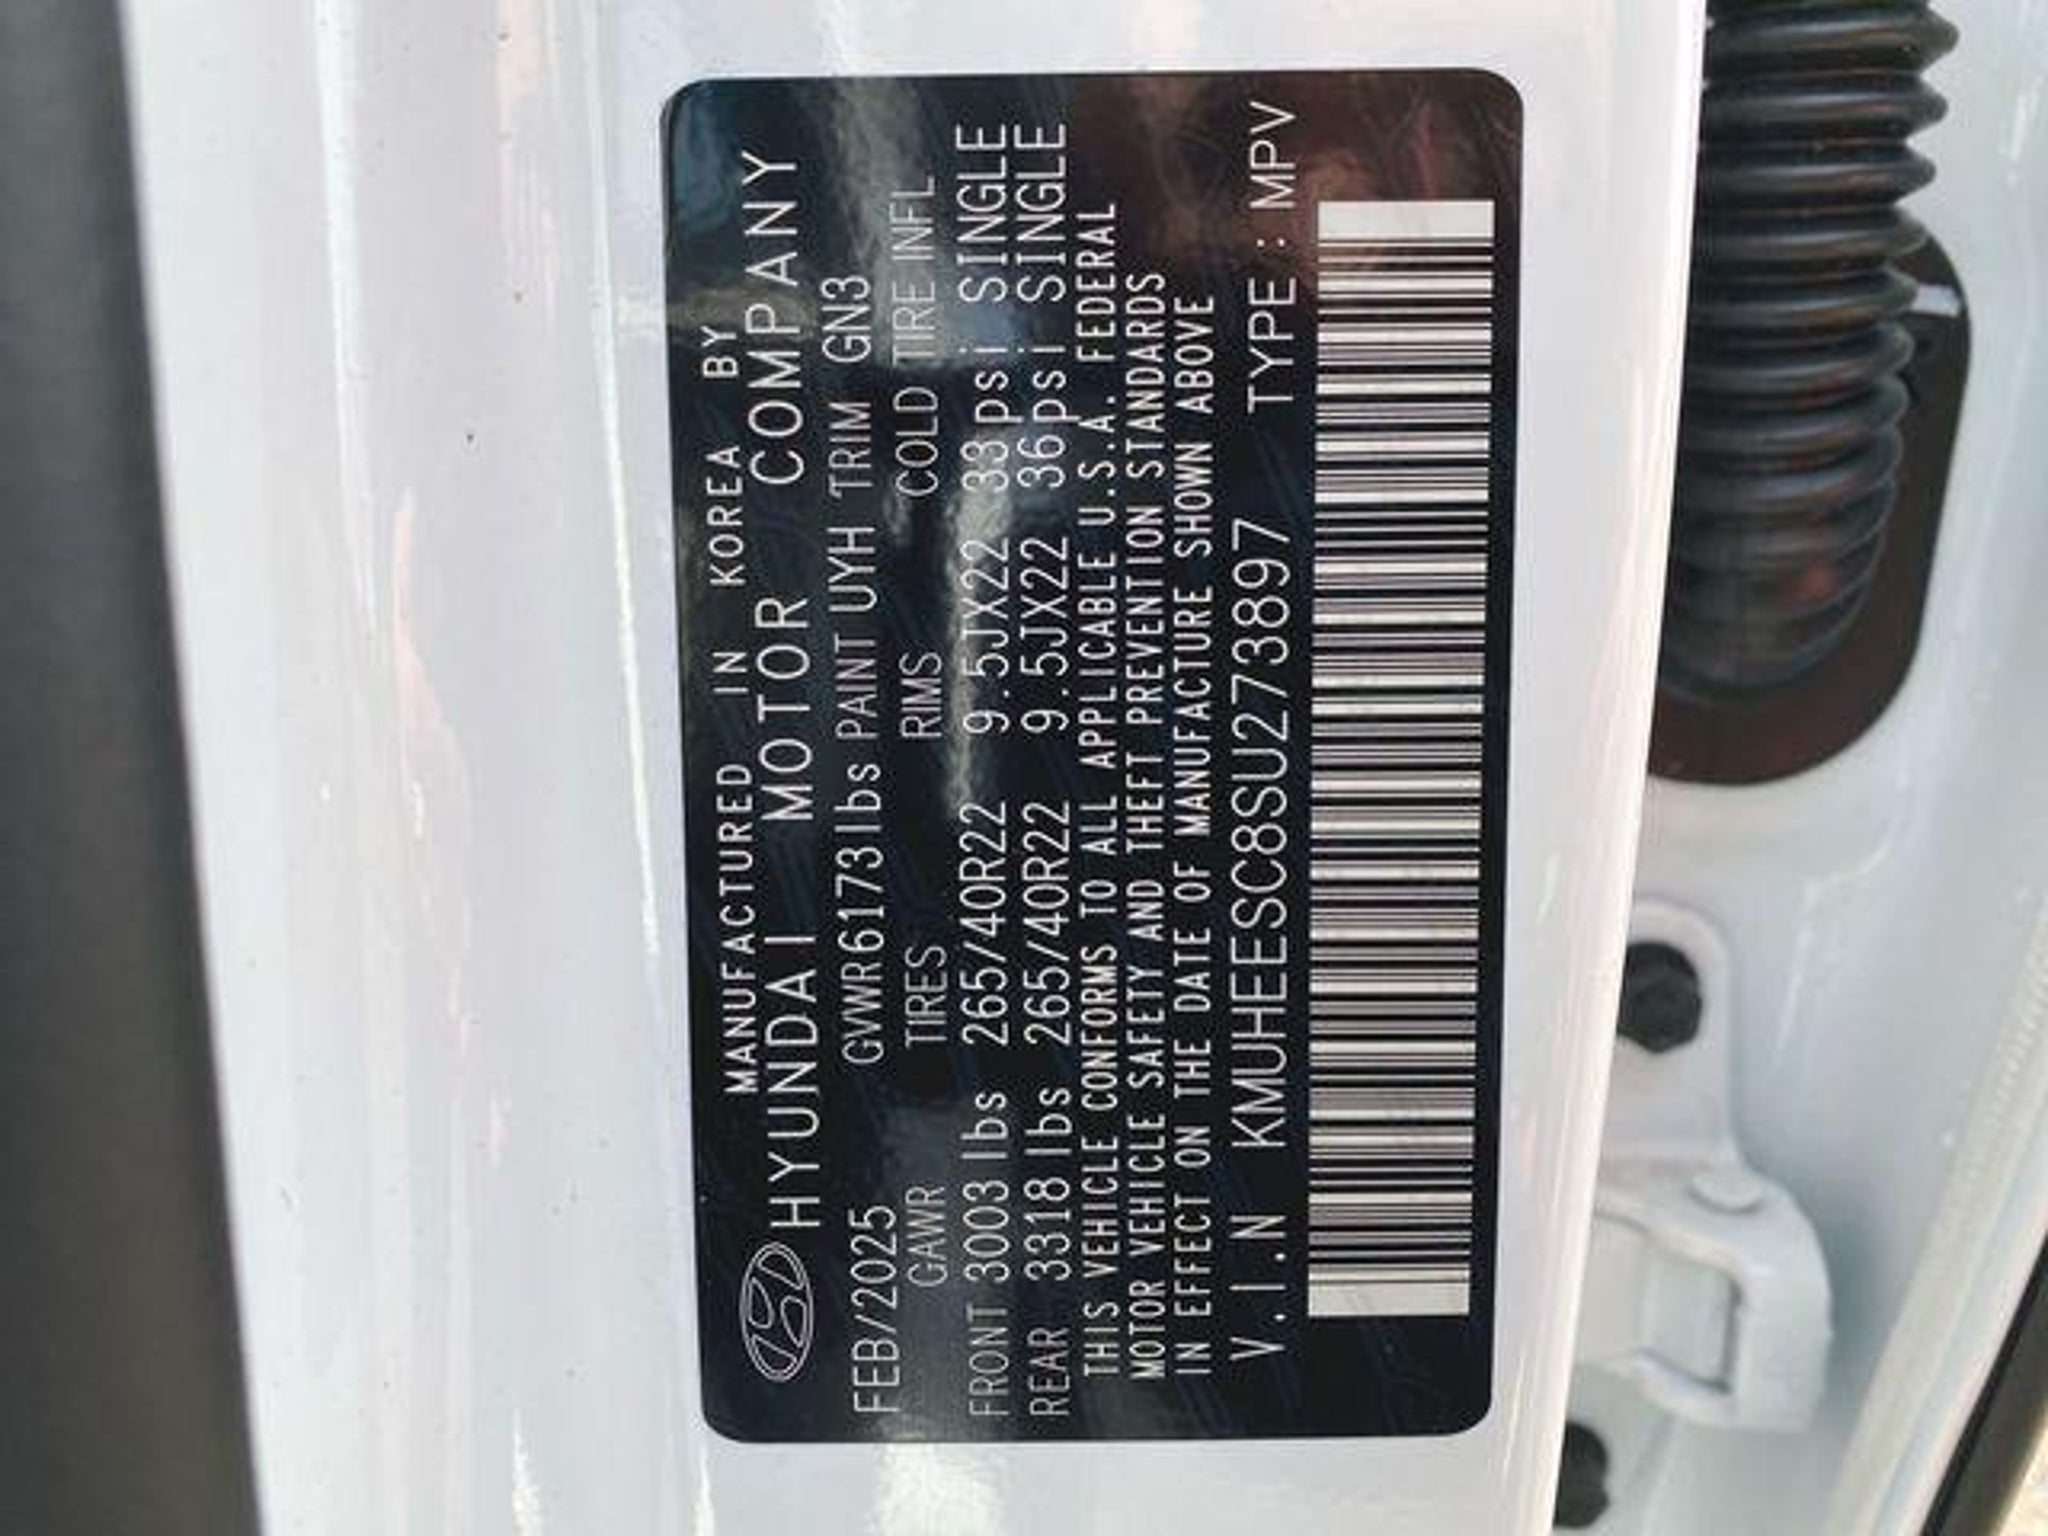 MANUFACTURED IN KOREA BY
HYUNDAI MOTOR COMPANY
FEB/2025 GVWR6173lbs PAINT UYH TRIM GN3
GAWR TIRES RIMS COLD TIRE INFL
FRONT 3003 lbs 265/40R22 9.5JX22 33psi SINGLE
REAR 3318 lbs 265/40R22 9.5JX22 36psi SINGLE
THIS VEHICLE CONFORMS TO ALL APPLICABLE U.S.A. FEDERAL
MOTOR VEHICLE SAFETY AND THEFT PREVENTION STANDARDS
IN EFFECT ON THE DATE OF MANUFACTURE SHOWN ABOVE
V.I.N KMUHEESC8SU273897 TYPE : MPV